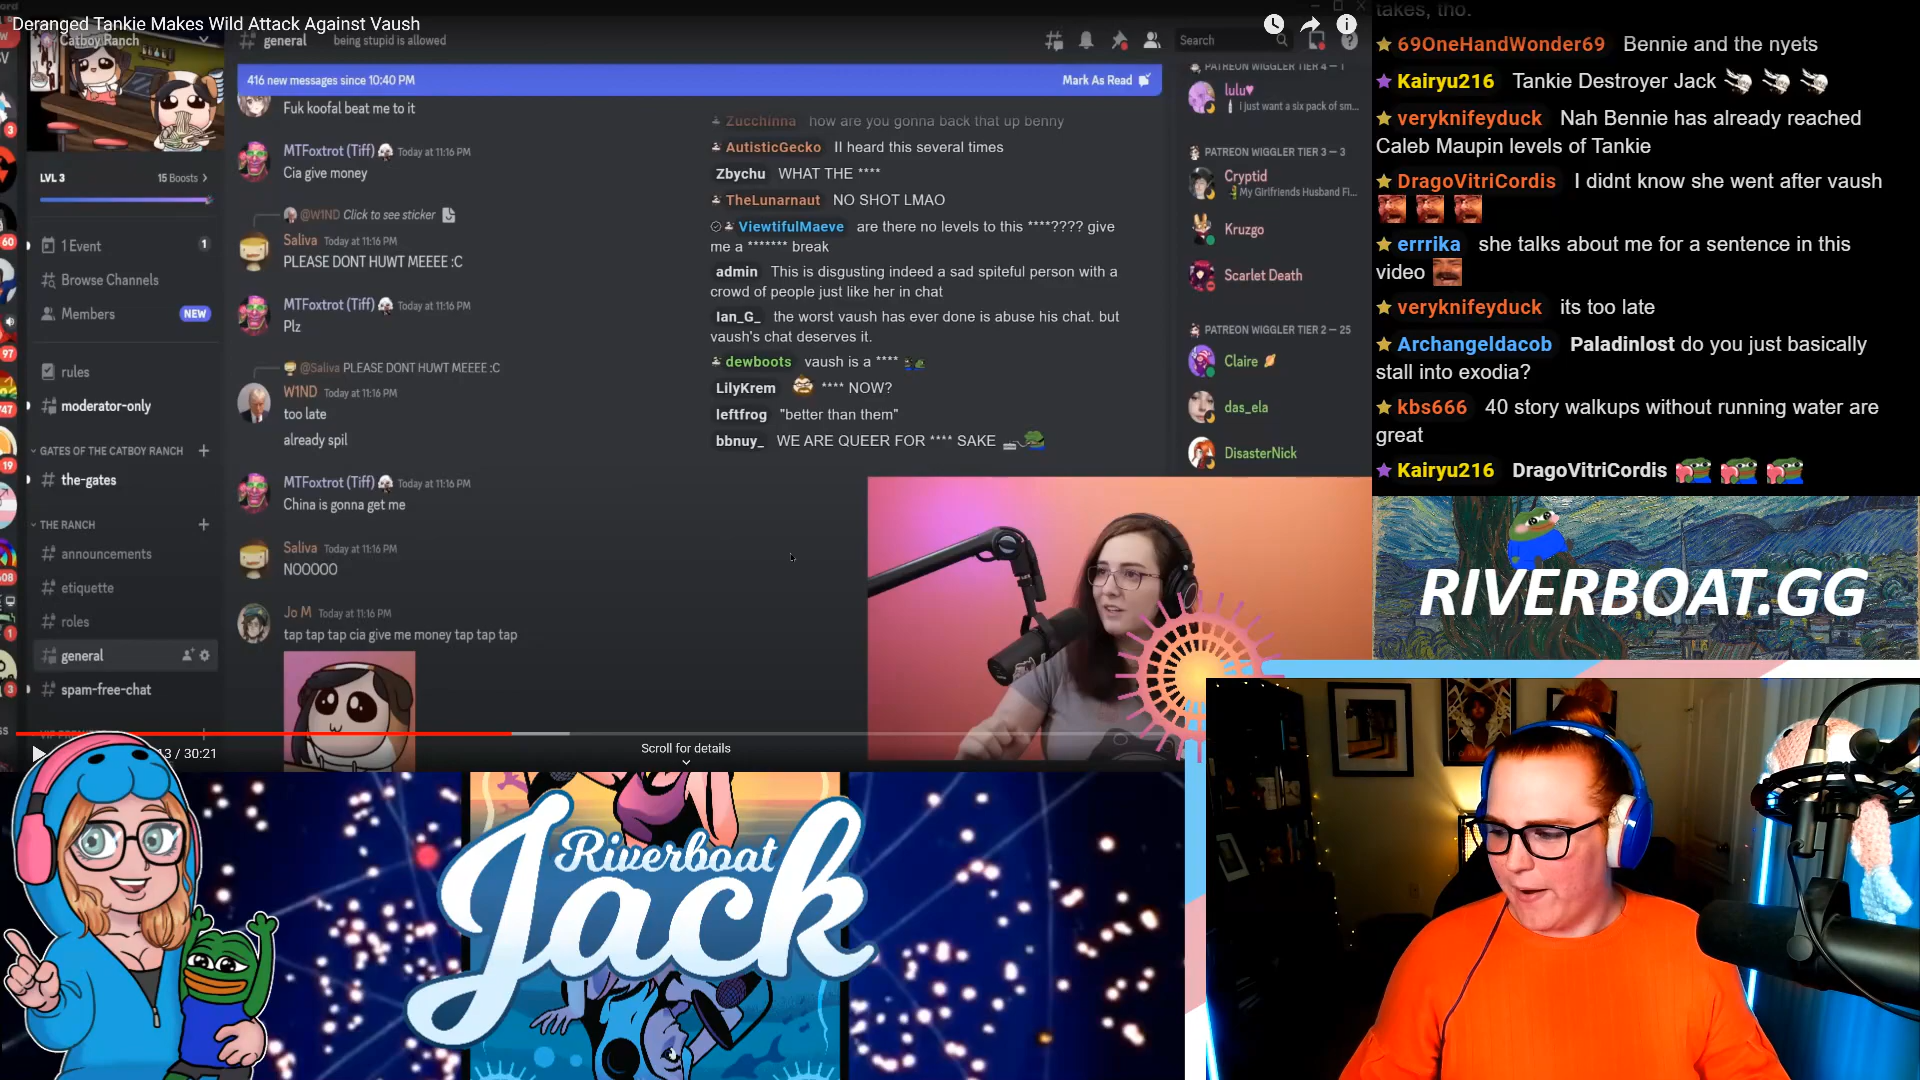 Deranged Tankie Makes Wild Attack Against Vaush
Catboy Ranch
general being stupid is allowed
Search
416 new messages since 10:40 PM Mark As Read
Fuk koofal beat me to it
MTFoxtrot (Tiff) Today at 11:16 PM
Cia give money
@W1ND Click to see sticker
Saliva Today at 11:16 PM
PLEASE DONT HUWT MEEEE :C
MTFoxtrot (Tiff) Today at 11:16 PM
Plz
@Saliva PLEASE DONT HUWT MEEEE :C
W1ND Today at 11:16 PM
too late
already spil
MTFoxtrot (Tiff) Today at 11:16 PM
China is gonna get me
Saliva Today at 11:16 PM
NOOOOO
Jo M Today at 11:16 PM
tap tap tap cia give me money tap tap tap
LVL 3 15 Boosts
1 Event 1
Browse Channels
Members NEW
rules
moderator-only
GATES OF THE CATBOY RANCH
the-gates
THE RANCH
announcements
etiquette
roles
general
spam-free-chat
3
60
97
747
19
608
1
3
Zucchinna how are you gonna back that up benny
AutisticGecko II heard this several times
Zbychu WHAT THE ****
TheLunarnaut NO SHOT LMAO
ViewtifulMaeve are there no levels to this ****???? give
me a ******* break
admin This is disgusting indeed a sad spiteful person with a
crowd of people just like her in chat
Ian_G_ the worst vaush has ever done is abuse his chat. but
vaush's chat deserves it.
dewboots vaush is a ****
LilyKrem **** NOW?
leftfrog "better than them"
bbnuy_ WE ARE QUEER FOR **** SAKE
PATREON WIGGLER TIER 4 — 1
lulu♥
i just want a six pack of sm...
PATREON WIGGLER TIER 3 — 3
Cryptid
My Girlfriends Husband Fi...
Kruzgo
Scarlet Death
PATREON WIGGLER TIER 2 — 25
Claire
das_ela
DisasterNick
/ 30:21
Scroll for details
takes, tho.
69OneHandWonder69 Bennie and the nyets
Kairyu216 Tankie Destroyer Jack
veryknifeyduck Nah Bennie has already reached
Caleb Maupin levels of Tankie
DragoVitriCordis I didnt know she went after vaush
errrika she talks about me for a sentence in this
video
veryknifeyduck its too late
Archangeldacob Paladinlost do you just basically
stall into exodia?
kbs666 40 story walkups without running water are
great
Kairyu216 DragoVitriCordis
RIVERBOAT.GG
Riverboat
Jack